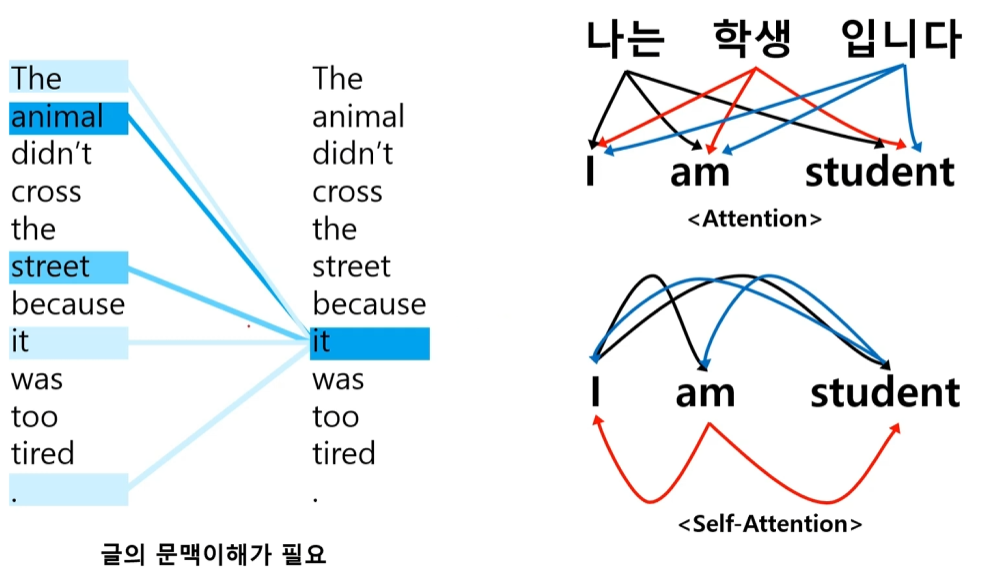 The
animal
didn't
cross
the
street
because
it
was
too
tired
.
The
animal
didn't
cross
the
street
because
it
was
too
tired
.
글의 문맥이해가 필요
나는 학생 입니다
I am student
<Attention>
I am student
<Self-Attention>